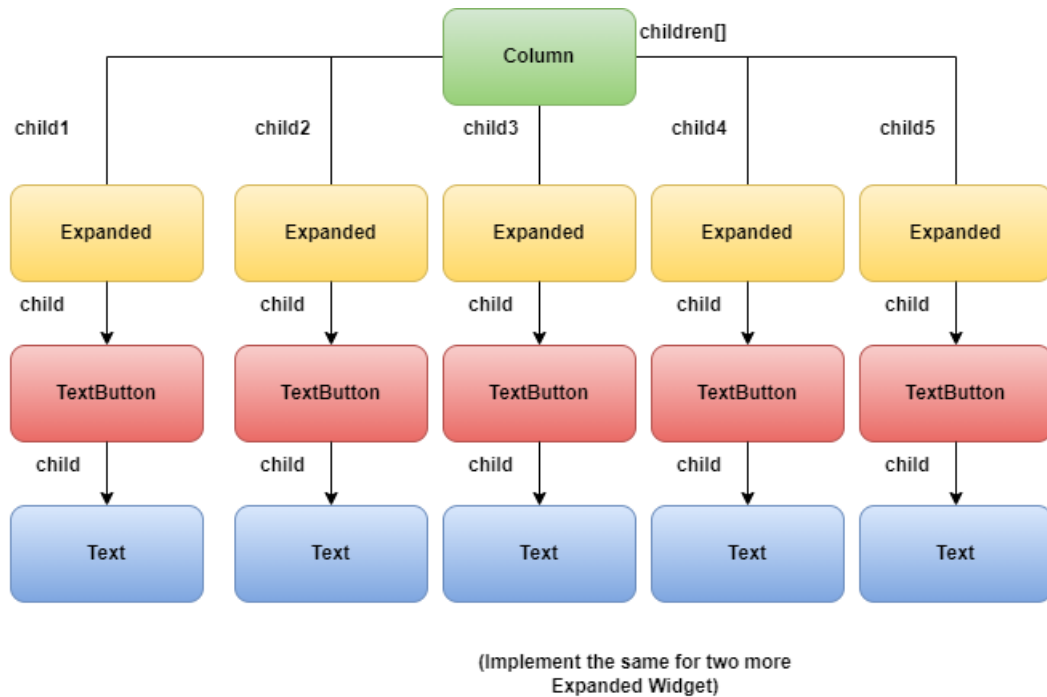 children[]
Column
child1
child2
child3
child4
child5
Expanded
Expanded
Expanded
Expanded
Expanded
child
child
child
child
child
TextButton
TextButton
TextButton
TextButton
TextButton
child
child
child
child
child
Text
Text
Text
Text
Text
(Implement the same for two more
Expanded Widget)